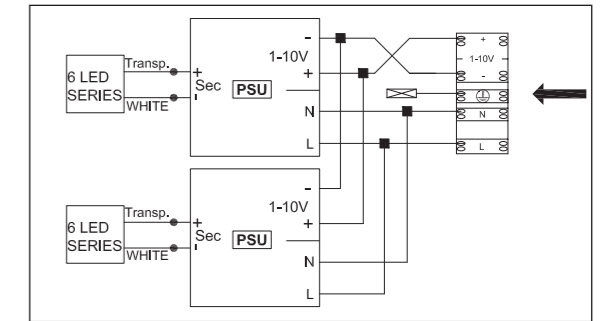 6 LED
SERIES
Transp.
WHITE
+
-
Sec
PSU
-
1-10V
+
N
L
+
1-10V
-
N
L
6 LED
SERIES
Transp.
WHITE
+
-
Sec
PSU
-
1-10V
+
N
L